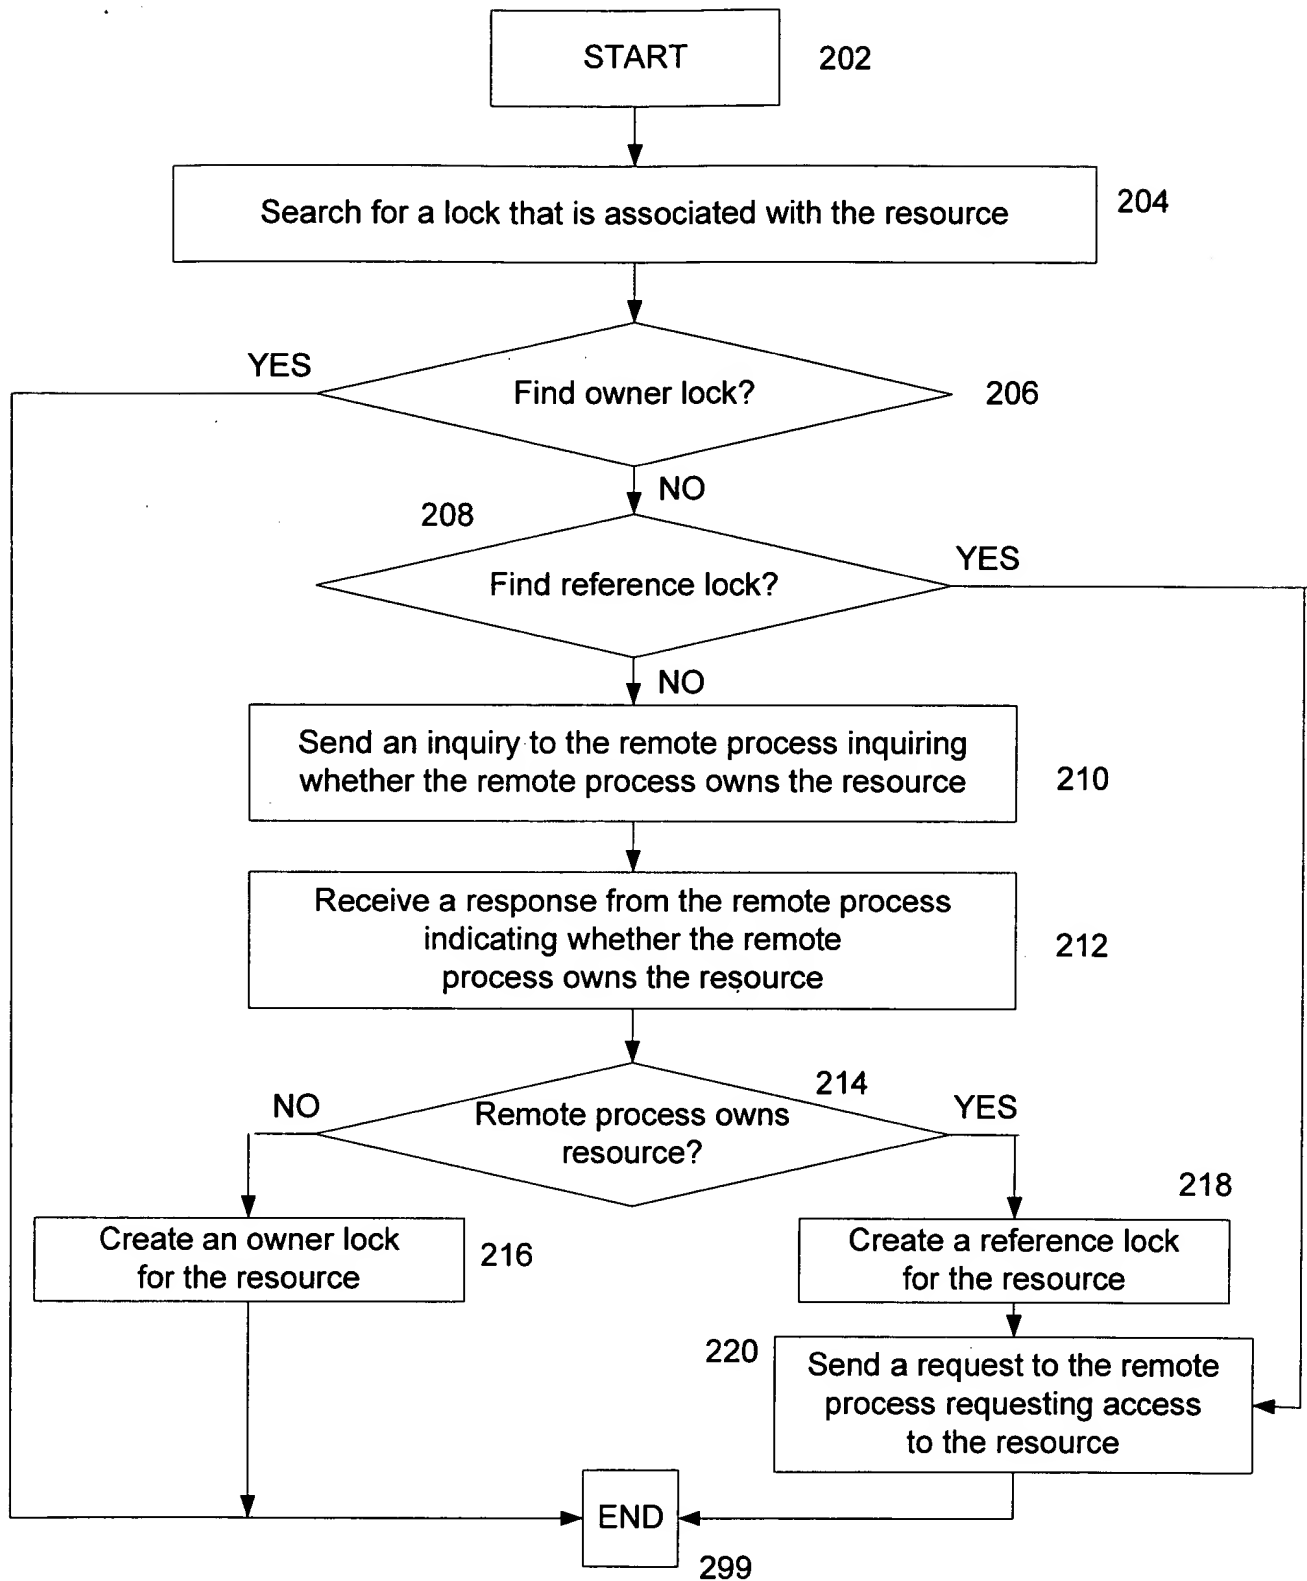 START
202
Search for a lock that is associated with the resource
204
YES
Find owner lock?
206
NO
208
Find reference lock?
YES
NO
Send an inquiry to the remote process inquiring
whether the remote process owns the resource
210
Receive a response from the remote process
indicating whether the remote
process owns the resource
212
214
NO
Remote process owns
resource?
YES
218
Create an owner lock
for the resource
216
Create a reference lock
for the resource
220
Send a request to the remote
process requesting access
to the resource
END
299